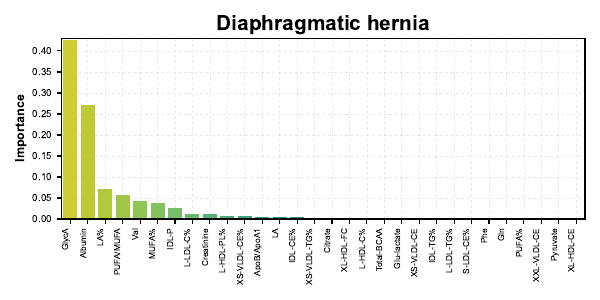 Diaphragmatic hernia
Importance
0.40
0.35
0.30
0.25
0.20
0.15
0.10
0.05
0.00
GlycA
Albumin
LA%
PUFA/MUFA
Val
MUFA%
IDL-P
L-LDL-C%
Creatinine
L-HDL-PL%
XS-VLDL-CE%
ApoB/ApoA1
LA
IDL-CE%
XS-VLDL-TG%
Citrate
XL-HDL-FC
L-HDL-C%
Total-BCAA
Glu-lactate
XS-VLDL-CE
IDL-TG%
L-LDL-TG%
S-LDL-CE%
Phe
Gln
PUFA%
XXL-VLDL-CE
Pyruvate
XL-HDL-CE